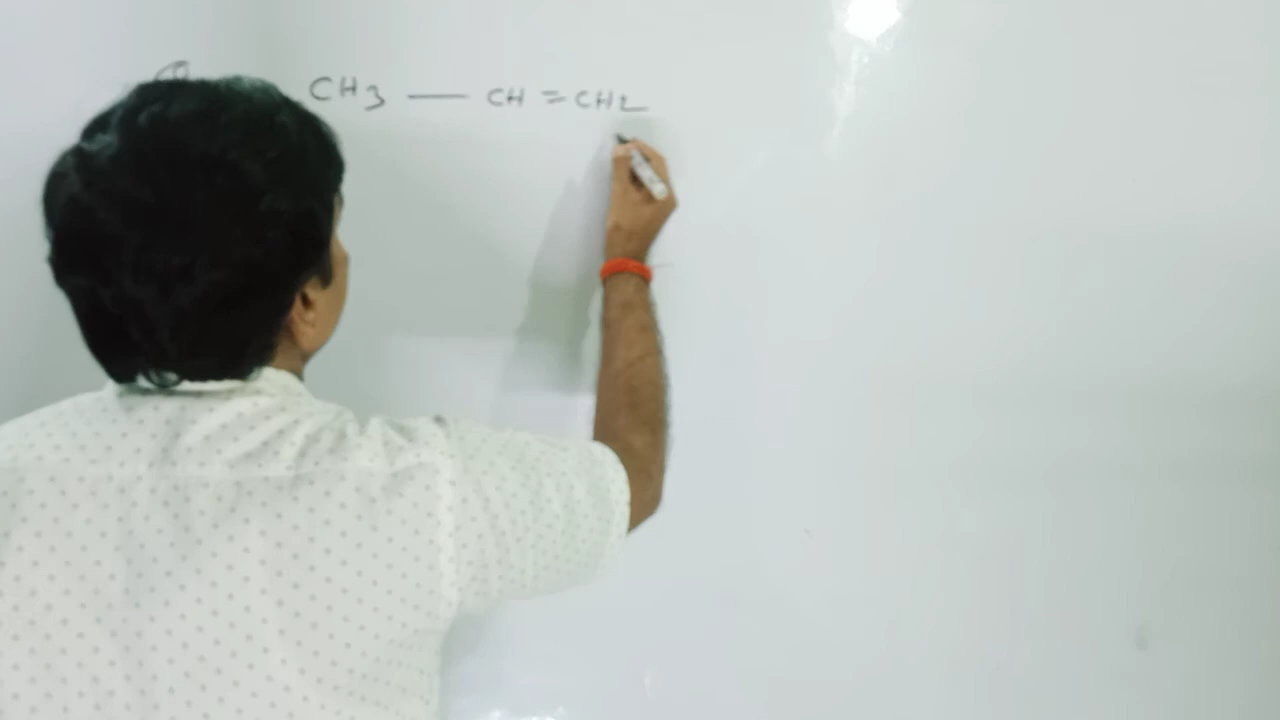 CH3 — CH = CH2